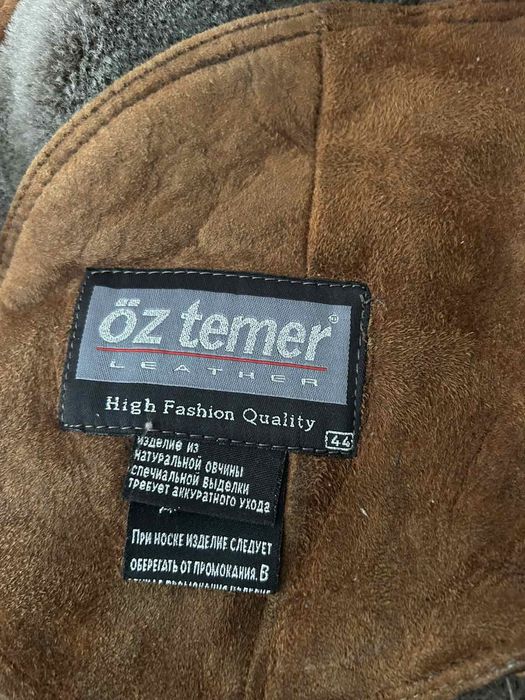 öz temer®
LEATHER
High Fashion Quality
44
ИЗДЕЛИЕ ИЗ
НАТУРАЛЬНОЙ ОВЧИНЫ
СПЕЧИАЛЬНОЙ ВЫДЕЛКИ
ТРЕБУЕТ АККУРАТНОГО УХОДА
ПРИ НОСКЕ ИЗДЕЛИЕ СЛЕДУЕТ
ОБЕРЕГАТЬ ОТ ПРОМОКАНИЯ. В